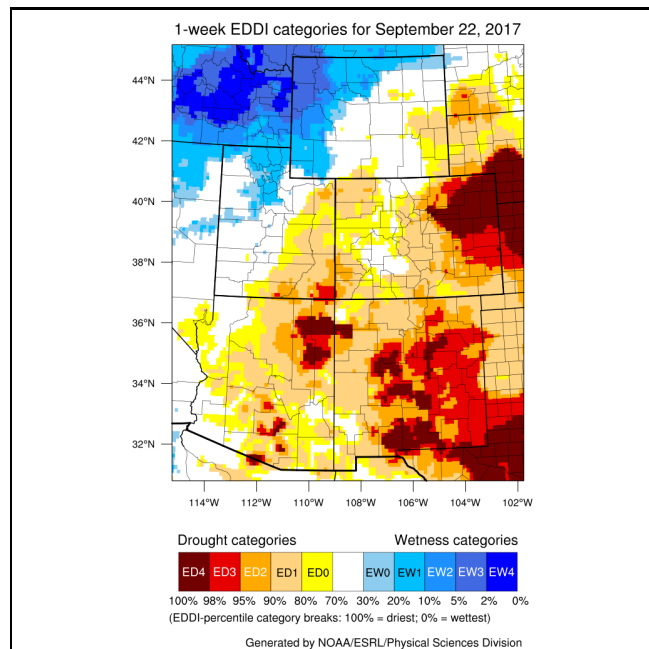 1-week EDDI categories for September 22, 2017
44°N
42°N
40°N
38°N
36°N
34°N
32°N
114°W 112°W 110°W 108°W 106°W 104°W 102°W
Drought categories Wetness categories
ED4 ED3 ED2 ED1 ED0 EW0 EW1 EW2 EW3 EW4
100% 98% 95% 90% 80% 70% 30% 20% 10% 5% 2% 0%
(EDDI-percentile category breaks: 100% = driest; 0% = wettest)
Generated by NOAA/ESRL/Physical Sciences Division